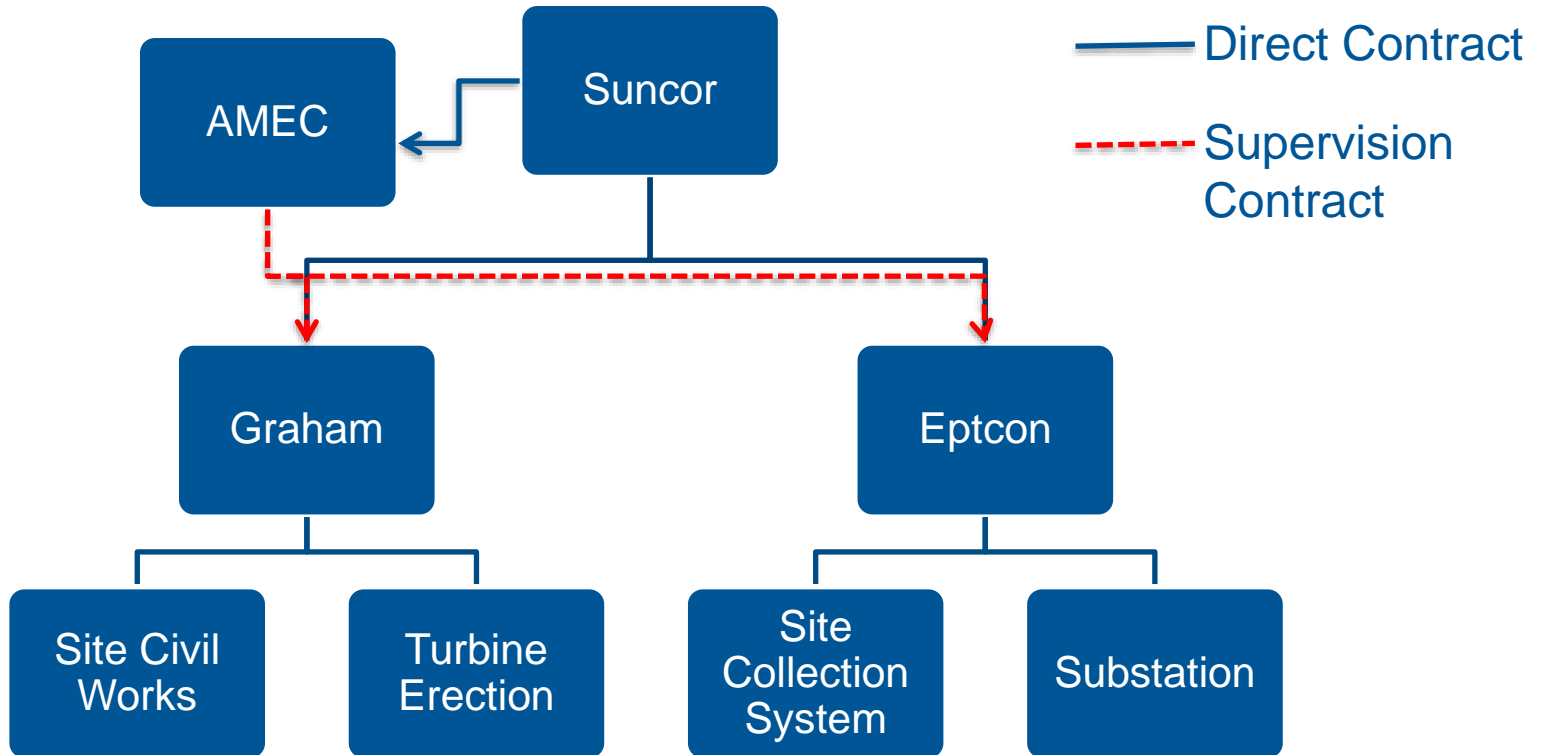 Suncor
AMEC
Direct Contract
Supervision
Contract
Graham
Eptcon
Site Civil
Works
Turbine
Erection
Site
Collection
System
Substation